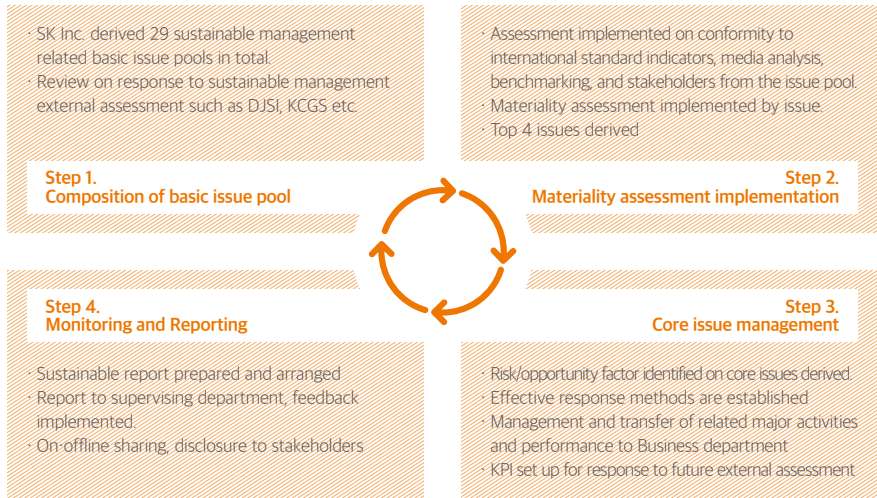 · SK Inc. derived 29 sustainable management
related basic issue pools in total.
· Review on response to sustainable management
external assessment such as DJSI, KCGS etc.
Step 1.
Composition of basic issue pool
· Assessment implemented on conformity to
international standard indicators, media analysis,
benchmarking, and stakeholders from the issue pool.
· Materiality assessment implemented by issue.
· Top 4 issues derived
Step 2.
Materiality assessment implementation
Step 3.
Core issue management
· Risk/opportunity factor identified on core issues derived.
· Effective response methods are established
· Management and transfer of related major activities
and performance to Business department
· KPI set up for response to future external assessment
Step 4.
Monitoring and Reporting
· Sustainable report prepared and arranged
· Report to supervising department, feedback
implemented.
· On·offline sharing, disclosure to stakeholders